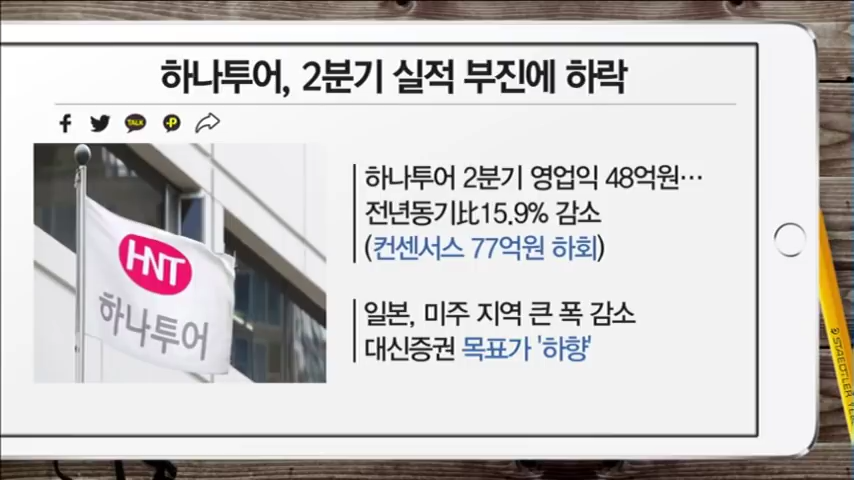 하나투어, 2분기 실적 부진에 하락
TALK
P
HNT
하나투어
하나투어 2분기 영업익 48억원…
전년동기比15.9% 감소
(컨센서스 77억원 하회)
일본, 미주 지역 큰 폭 감소
대신증권 목표가 '하향'
STAEDTLER